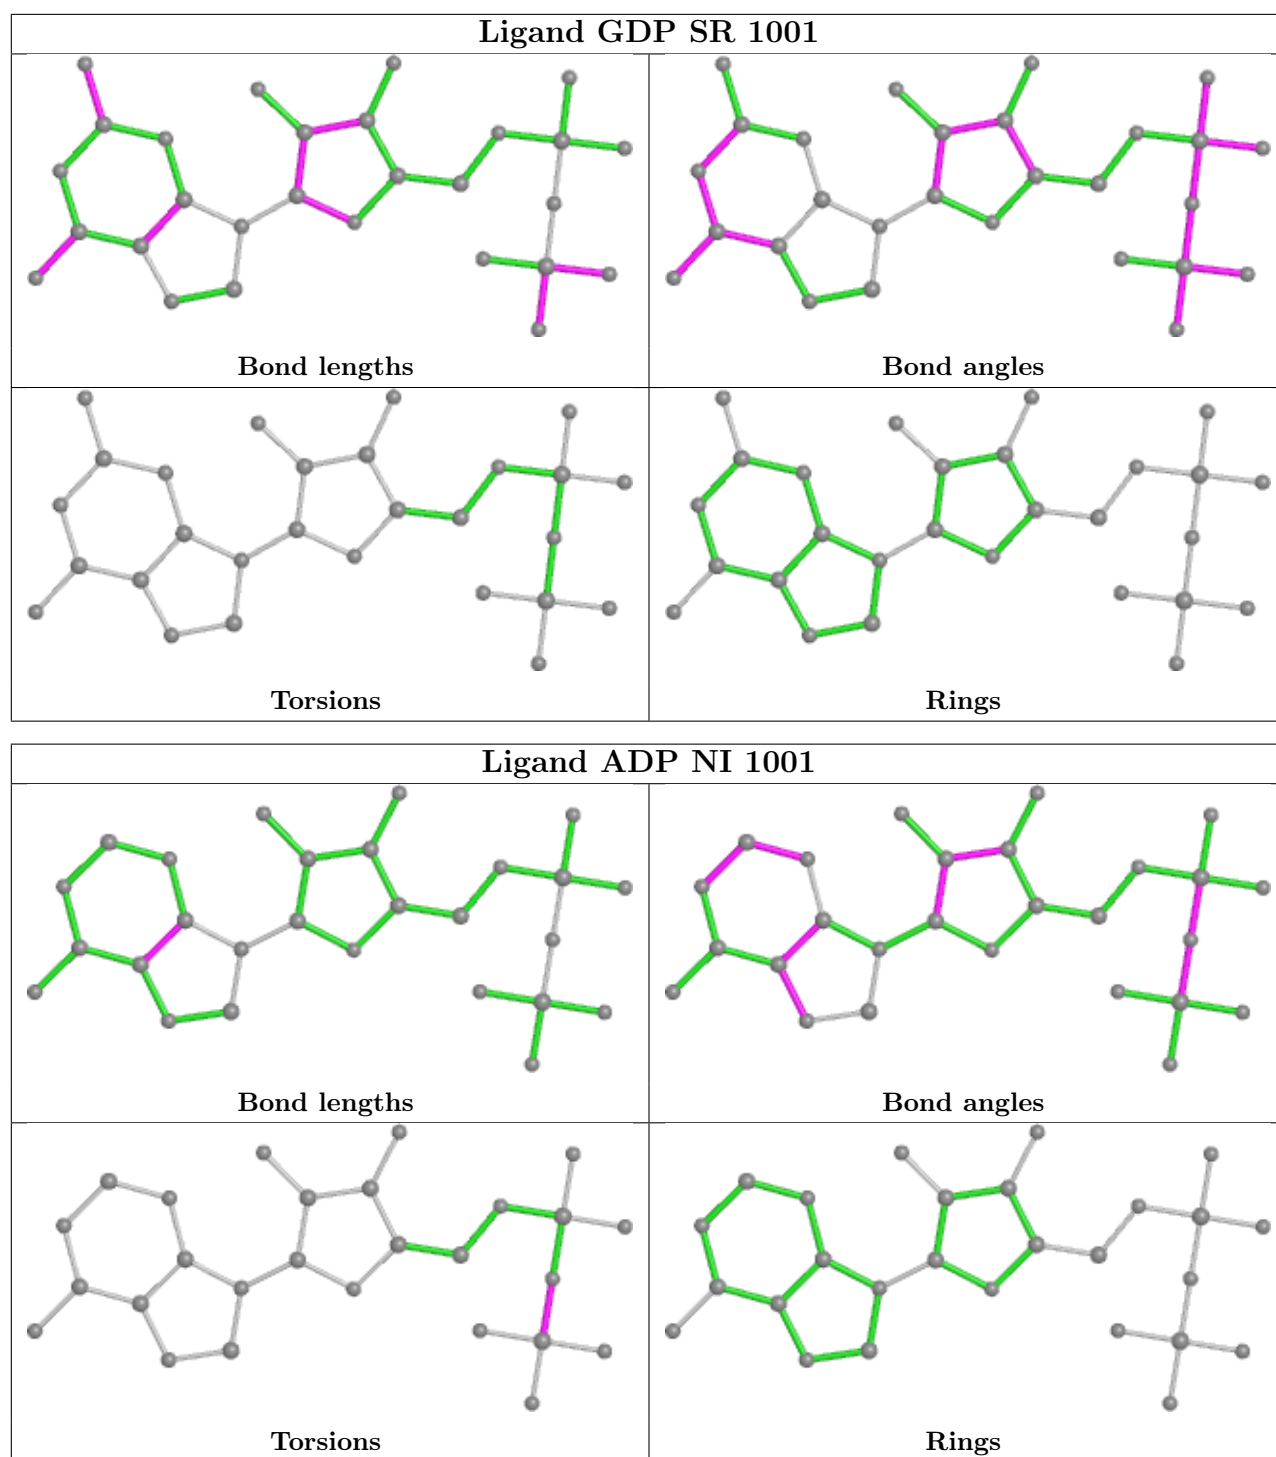 Ligand GDP SR 1001
Bond lengths
Bond angles
Torsions
Rings
Ligand ADP NI 1001
Bond lengths
Bond angles
Torsions
Rings